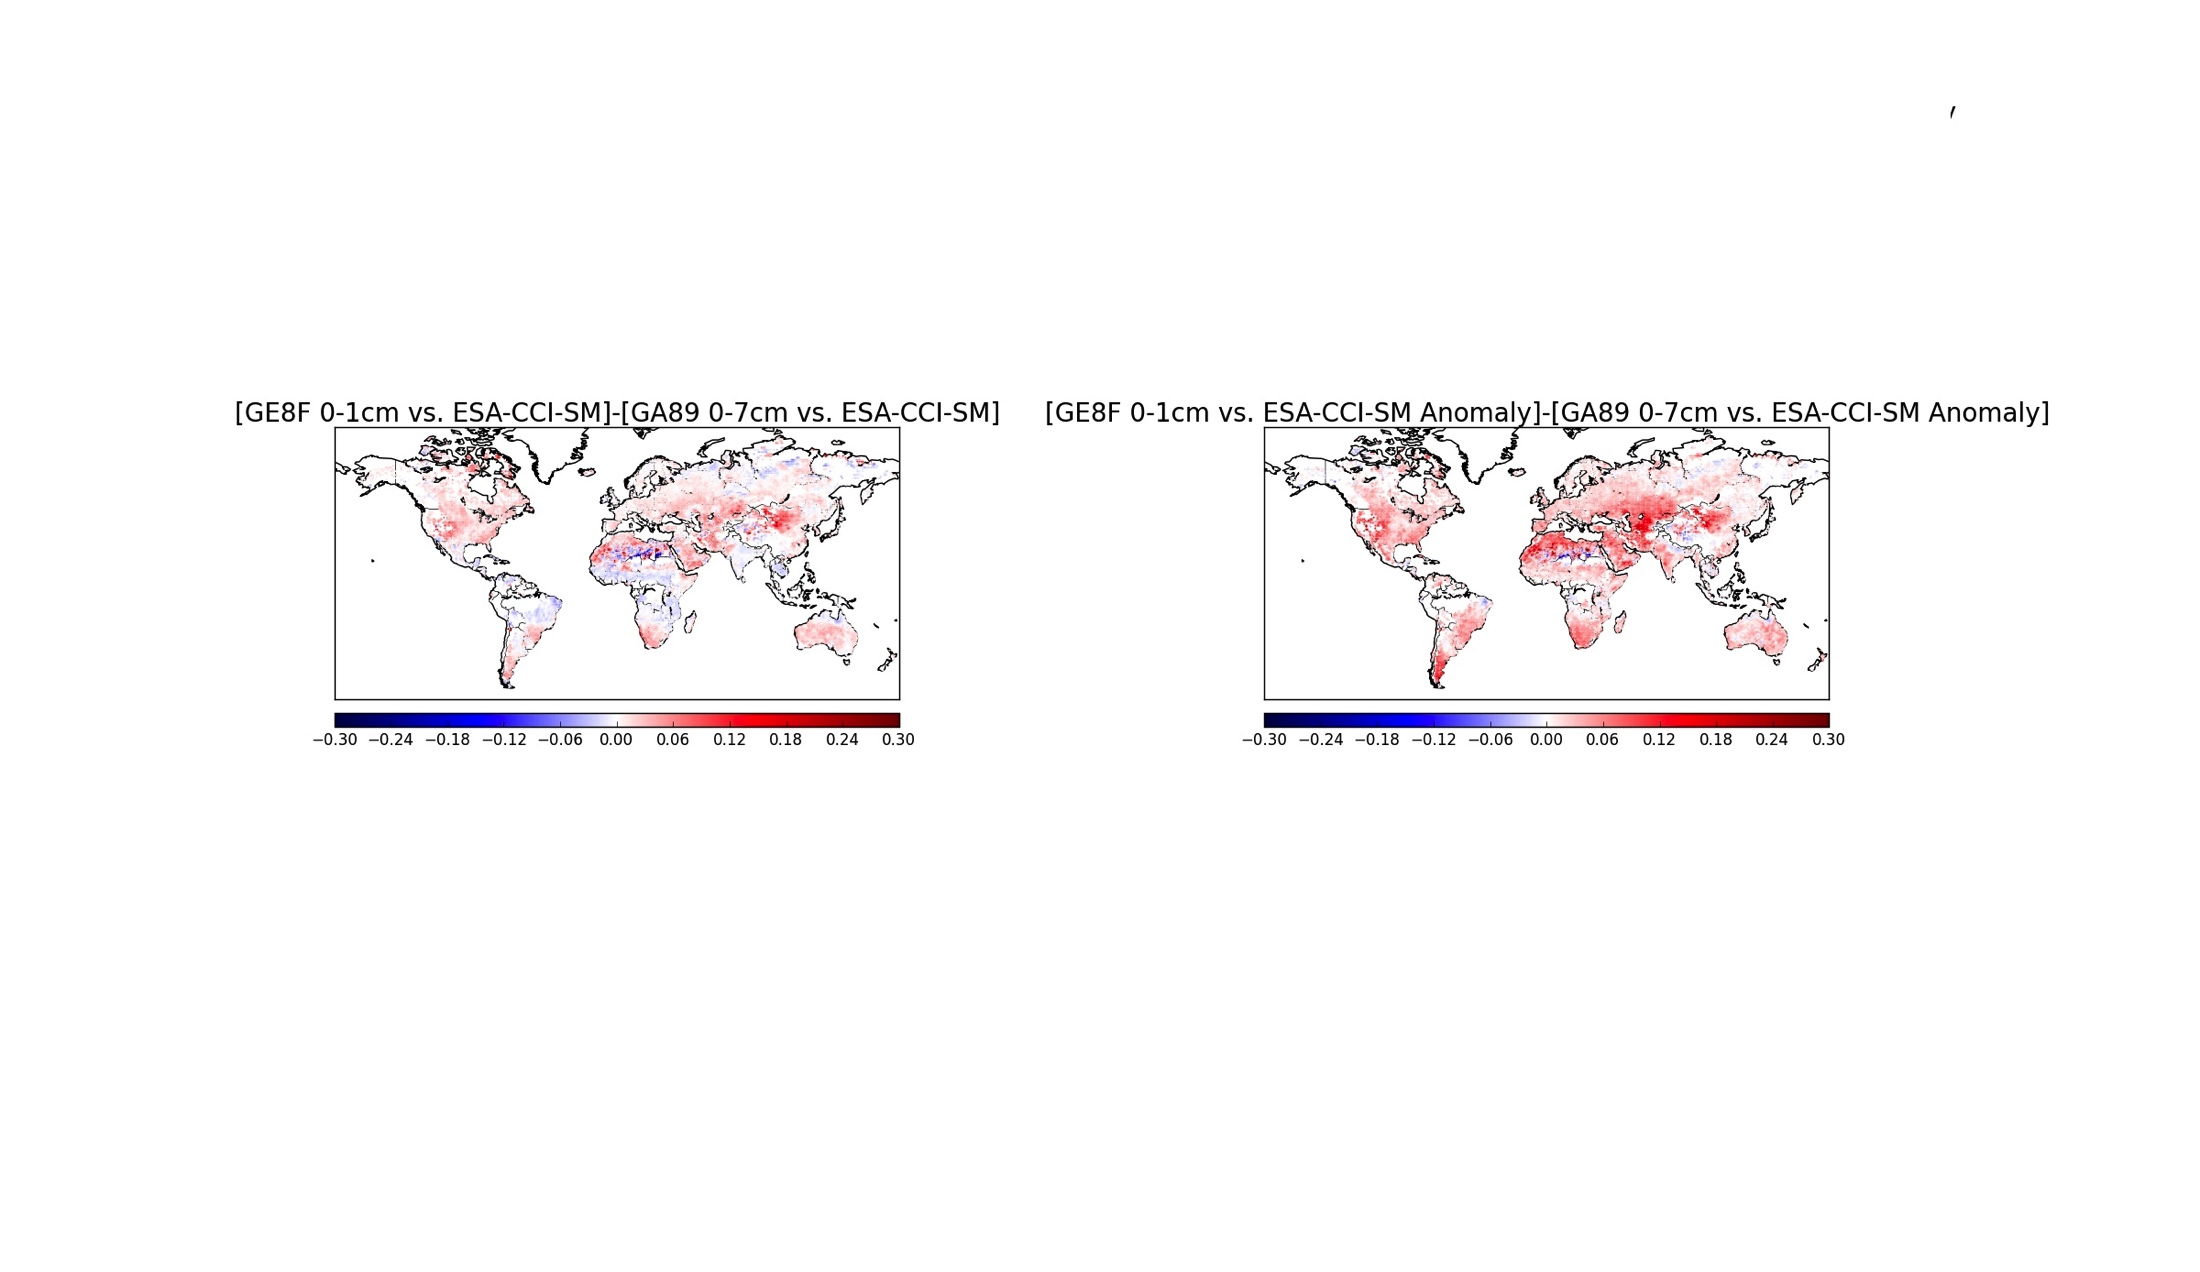 [GE8F 0-1cm vs. ESA-CCI-SM]-[GA89 0-7cm vs. ESA-CCI-SM]
−0.30 −0.24 −0.18 −0.12 −0.06 0.00 0.06 0.12 0.18 0.24 0.30
[GE8F 0-1cm vs. ESA-CCI-SM Anomaly]-[GA89 0-7cm vs. ESA-CCI-SM Anomaly]
−0.30 −0.24 −0.18 −0.12 −0.06 0.00 0.06 0.12 0.18 0.24 0.30